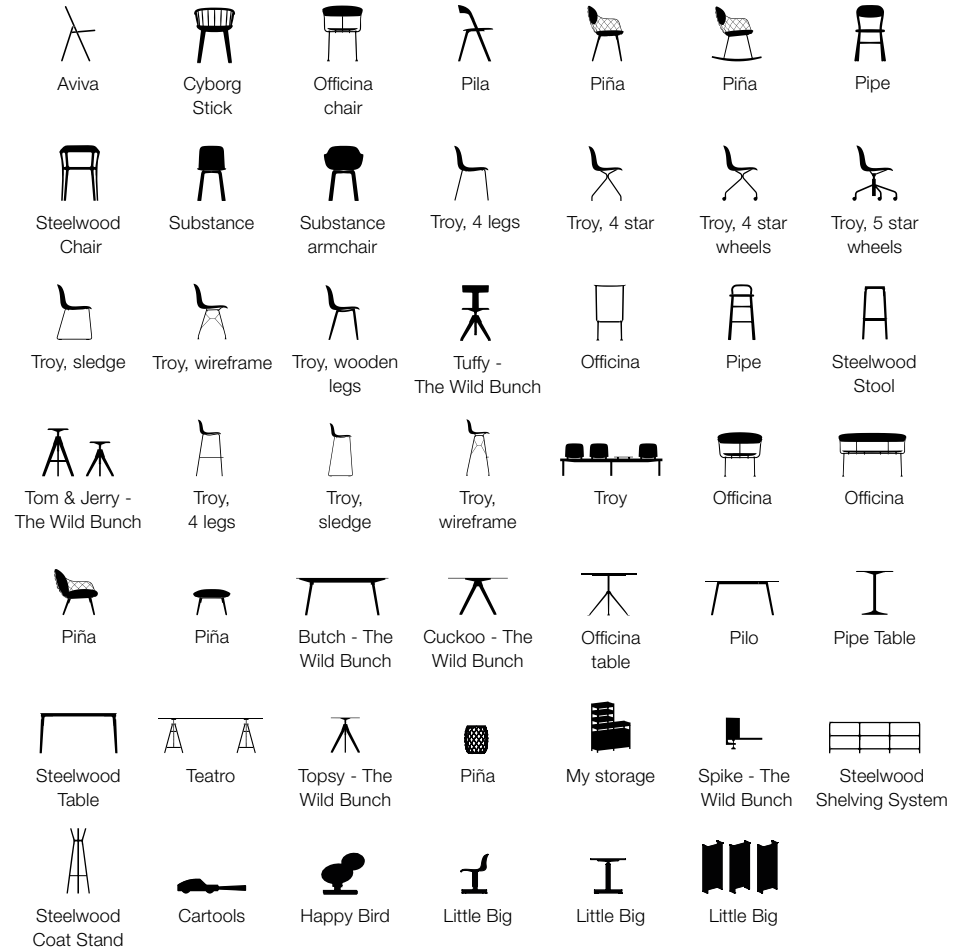 Aviva
Cyborg
Stick
Officina
chair
Pila
Piña
Piña
Pipe
Steelwood
Chair
Substance
Substance
armchair
Troy, 4 legs
Troy, 4 star
Troy, 4 star
wheels
Troy, 5 star
wheels
Troy, sledge
Troy, wireframe
Troy, wooden
legs
Tuffy -
The Wild Bunch
Officina
Pipe
Steelwood
Stool
Tom & Jerry -
The Wild Bunch
Troy,
4 legs
Troy,
sledge
Troy,
wireframe
Troy
Officina
Officina
Piña
Piña
Butch - The
Wild Bunch
Cuckoo - The
Wild Bunch
Officina
table
Pilo
Pipe Table
Steelwood
Table
Teatro
Topsy - The
Wild Bunch
Piña
My storage
Spike - The
Wild Bunch
Steelwood
Shelving System
Steelwood
Coat Stand
Cartools
Happy Bird
Little Big
Little Big
Little Big